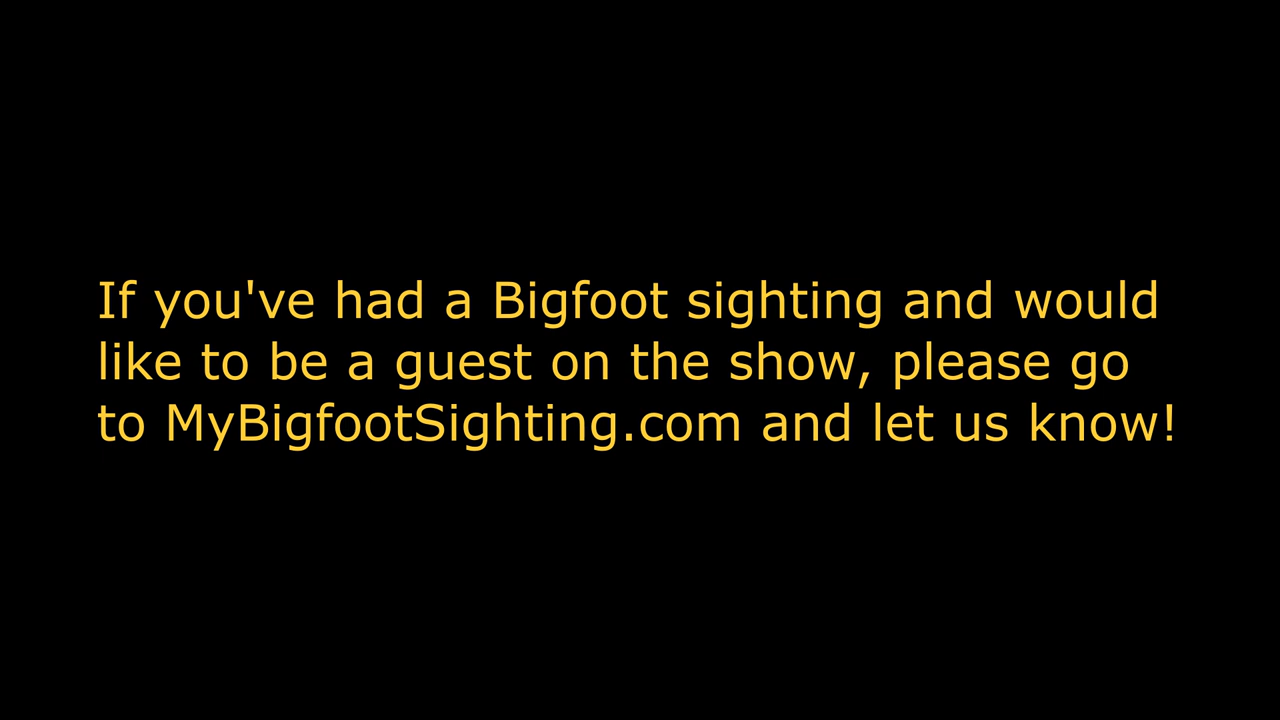 If you've had a Bigfoot sighting and would
like to be a guest on the show, please go
to MyBigfootSighting.com and let us know!